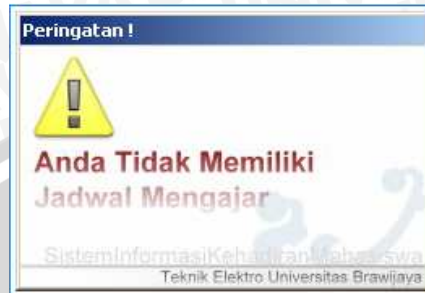 Peringatan !
Anda Tidak Memiliki
Jadwal Mengajar
SistemInformasiKehadiranMahasiswa
Teknik Elektro Universitas Brawijaya